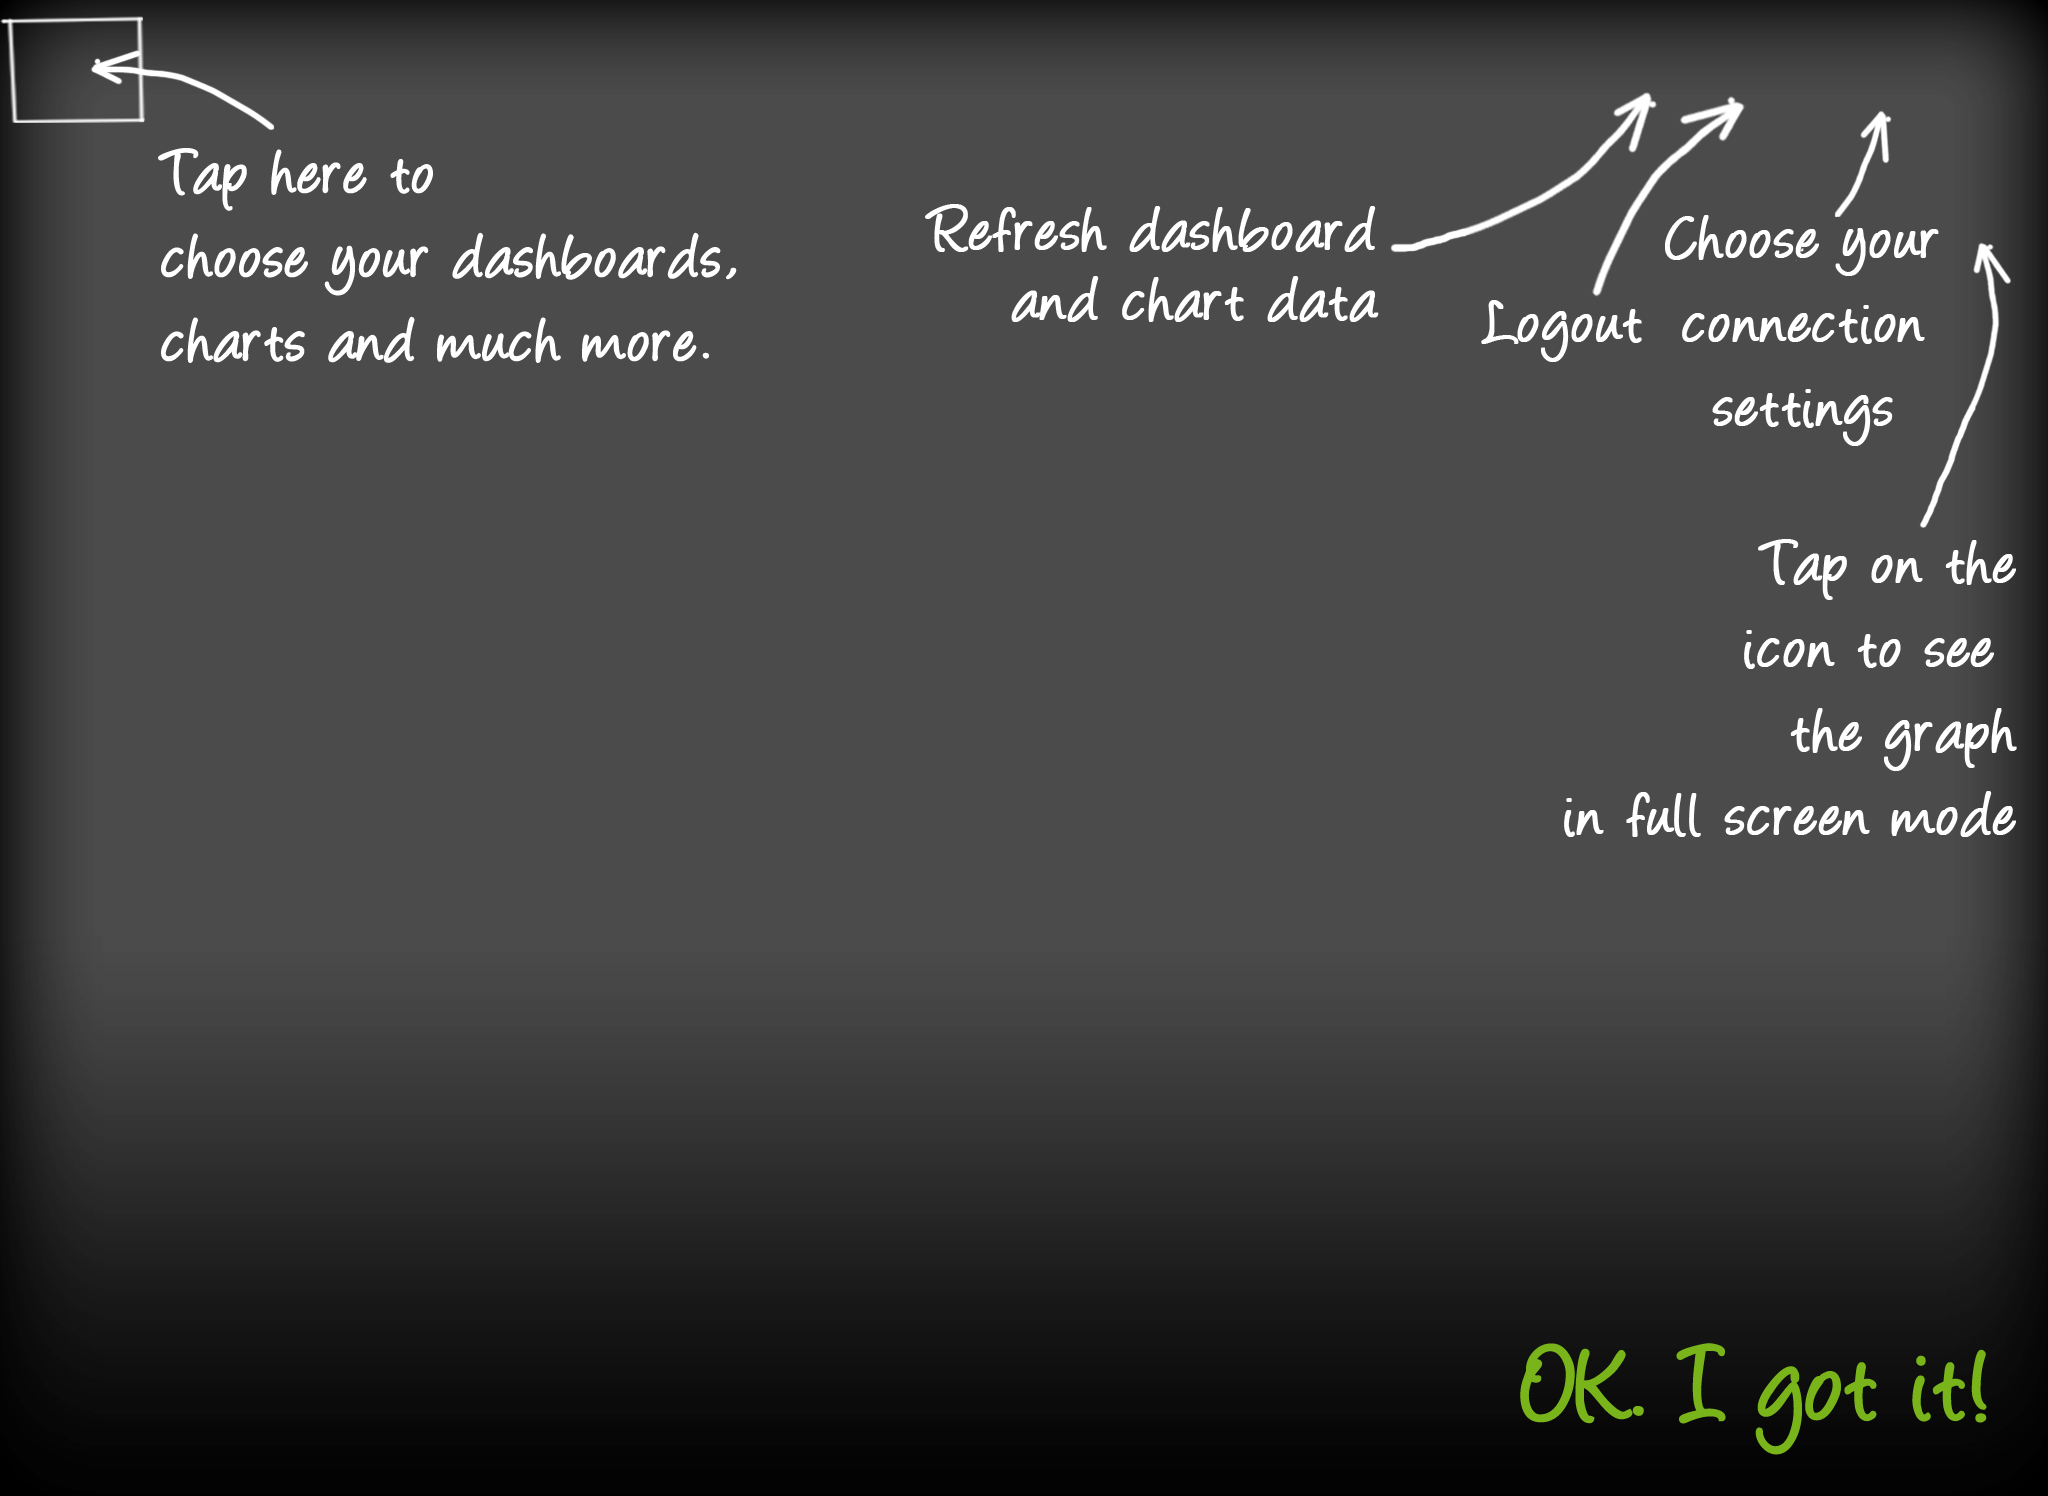 Tap here to
choose your dashboards,
charts and much more.
Refresh dashboard
and chart data
Logout
Choose your
connection
settings
Tap on the
icon to see
the graph
in full screen mode
OK. I got it!